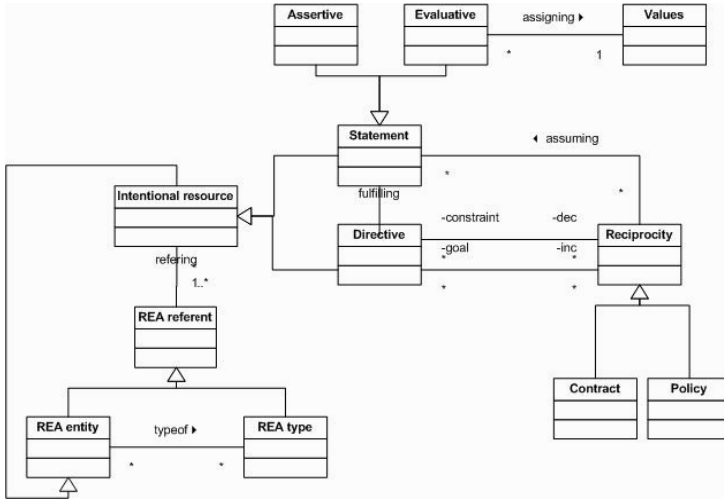 Assertive
Evaluative
assigning ▸
Values
*
1
Statement
◂ assuming
*
*
Intentional resource
fulfilling
Directive
-constraint
-dec
Reciprocity
-goal
-inc
*
*
*
*
refering
*
1..*
REA referent
Contract
Policy
REA entity
typeof ▸
REA type
*
*